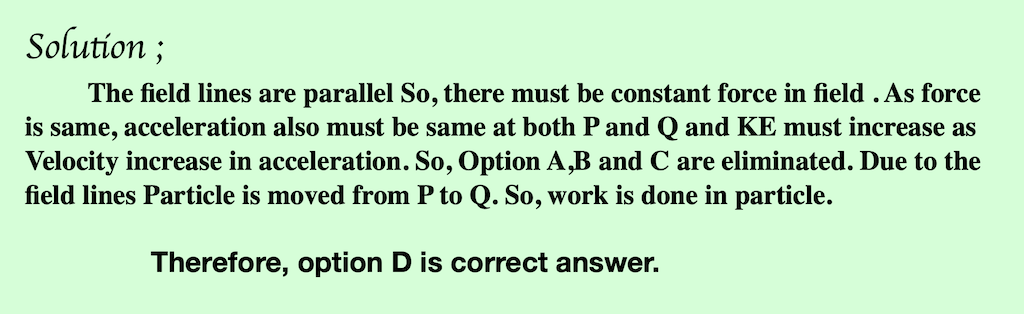 Solution ;
The field lines are parallel So, there must be constant force in field . As force
is same, acceleration also must be same at both P and Q and KE must increase as
Velocity increase in acceleration. So, Option A,B and C are eliminated. Due to the
field lines Particle is moved from P to Q. So, work is done in particle.
Therefore, option D is correct answer.